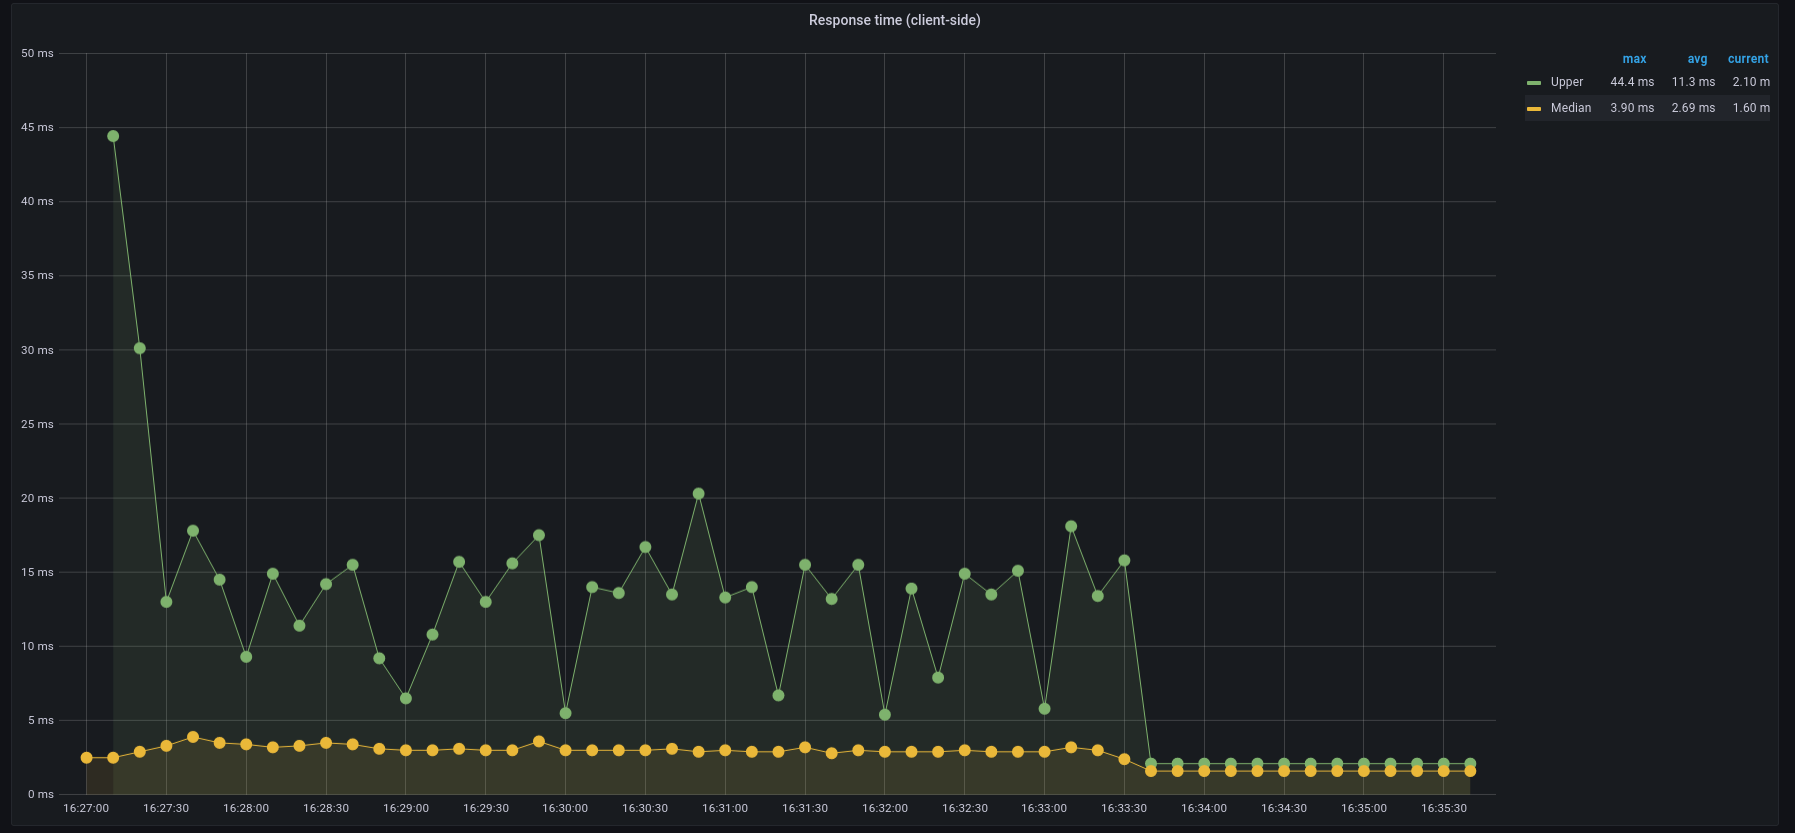 Response time (client-side)
50 ms
45 ms
40 ms
35 ms
30 ms
25 ms
20 ms
15 ms
10 ms
5 ms
0 ms
16:27:00 16:27:30 16:28:00 16:28:30 16:29:00 16:29:30 16:30:00 16:30:30 16:31:00 16:31:30 16:32:00 16:32:30 16:33:00 16:33:30 16:34:00 16:34:30 16:35:00 16:35:30
max avg current
Upper 44.4 ms 11.3 ms 2.10 m
Median 3.90 ms 2.69 ms 1.60 m